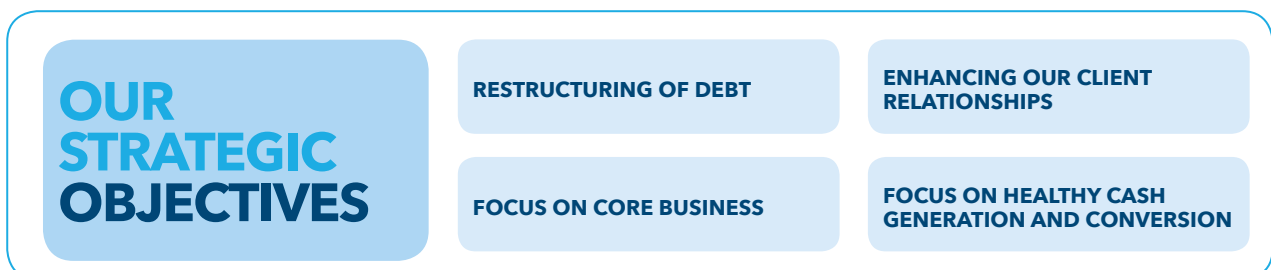 OUR
STRATEGIC
OBJECTIVES
RESTRUCTURING OF DEBT
ENHANCING OUR CLIENT
RELATIONSHIPS
FOCUS ON CORE BUSINESS
FOCUS ON HEALTHY CASH
GENERATION AND CONVERSION